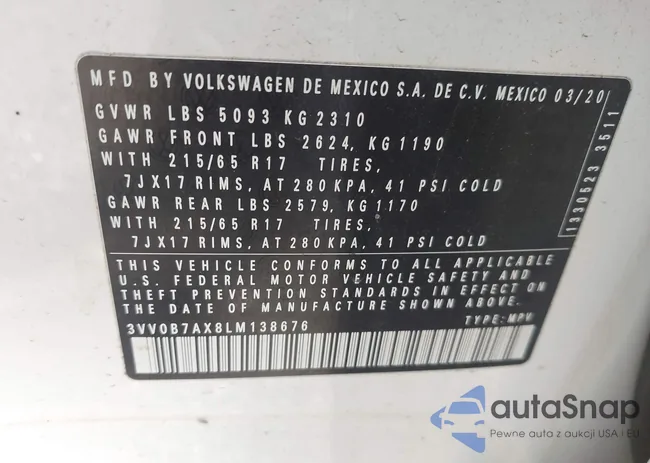 MFD BY VOLKSWAGEN DE MEXICO S.A. DE C.V. MEXICO 03/20
GVWR LBS 5093 KG 2310
GAWR FRONT LBS 2624, KG 1190
WITH 215/65 R17 TIRES,
7JX17 RIMS, AT 280 KPA, 41 PSI COLD
GAWR REAR LBS 2579, KG 1170
WITH 215/65 R17 TIRES,
7JX17 RIMS, AT 280 KPA, 41 PSI COLD
THIS VEHICLE CONFORMS TO ALL APPLICABLE
U.S. FEDERAL MOTOR VEHICLE SAFETY AND
THEFT PREVENTION STANDARDS IN EFFECT ON
THE DATE OF MANUFACTURE SHOWN ABOVE.
3VV0B7AX8LM138676 TYPE: MPV
1330523 3511
autaSnap
Pewne auta z aukcji USA i EU